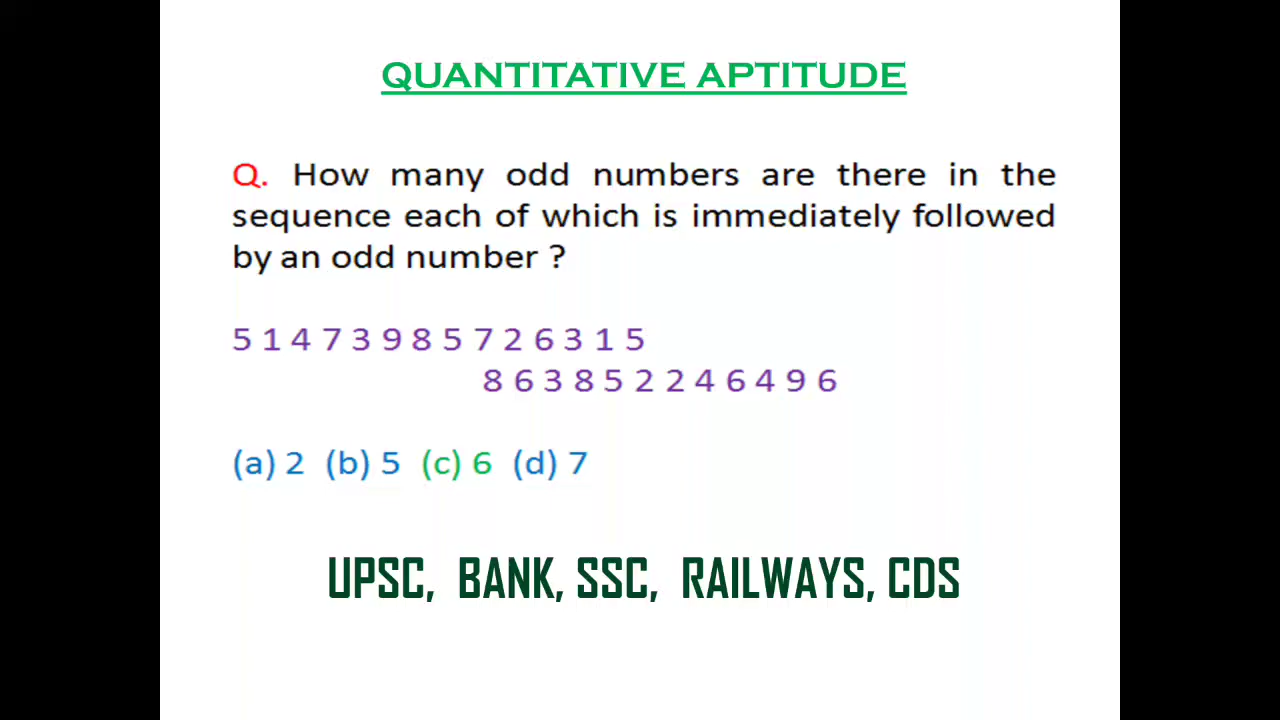 QUANTITATIVE APTITUDE
Q. How many odd numbers are there in the
sequence each of which is immediately followed
by an odd number ?
5 1 4 7 3 9 8 5 7 2 6 3 1 5
8 6 3 8 5 2 2 4 6 4 9 6
(a) 2 (b) 5 (c) 6 (d) 7
UPSC, BANK, SSC, RAILWAYS, CDS